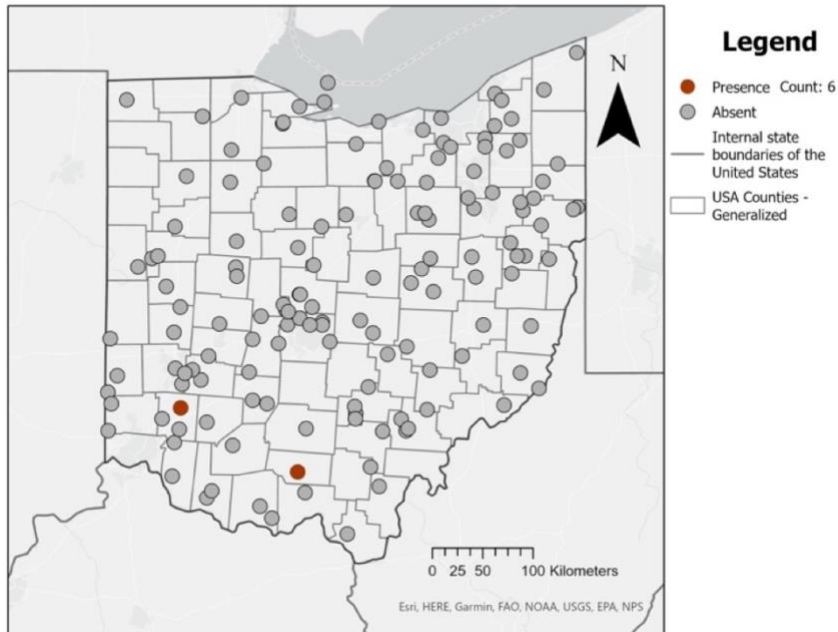 Legend
N
Presence Count: 6
Absent
Internal state
boundaries of the
United States
USA Counties -
Generalized
0 25 50 100 Kilometers
Esri, HERE, Garmin, FAO, NOAA, USGS, EPA, NPS